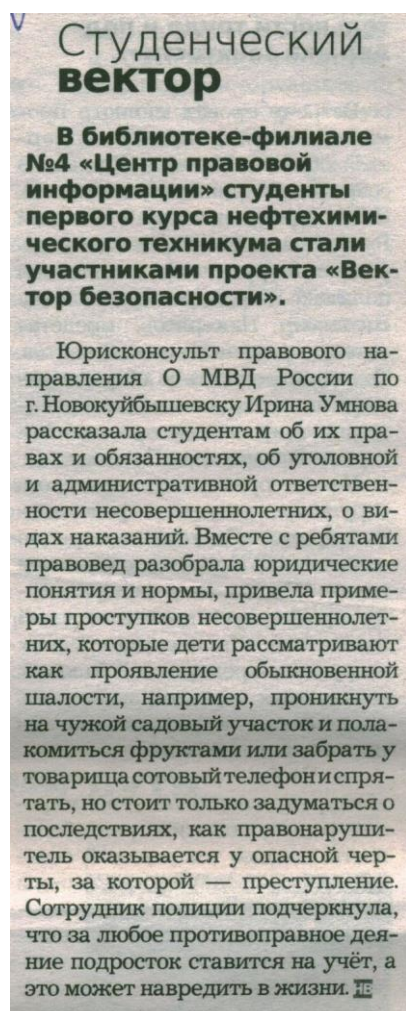 Студенческий
вектор
В библиотеке-филиале
№4 «Центр правовой
информации» студенты
первого курса нефтехими-
ческого техникума стали
участниками проекта «Век-
тор безопасности».
Юрисконсульт правового на-
правления О МВД России по
г. Новокуйбышевску Ирина Умнова
рассказала студентам об их пра-
вах и обязанностях, об уголовной
и административной ответствен-
ности несовершеннолетних, о ви-
дах наказаний. Вместе с ребятами
правовед разобрала юридические
понятия и нормы, привела приме-
ры проступков несовершеннолет-
них, которые дети рассматривают
как проявление обыкновенной
шалости, например, проникнуть
на чужой садовый участок и пола-
комиться фруктами или забрать у
товарища сотовый телефон и спря-
тать, но стоит только задуматься о
последствиях, как правонаруши-
тель оказывается у опасной чер-
ты, за которой — преступление.
Сотрудник полиции подчеркнула,
что за любое противоправное дея-
ние подросток ставится на учёт, а
это может навредить в жизни. НВ